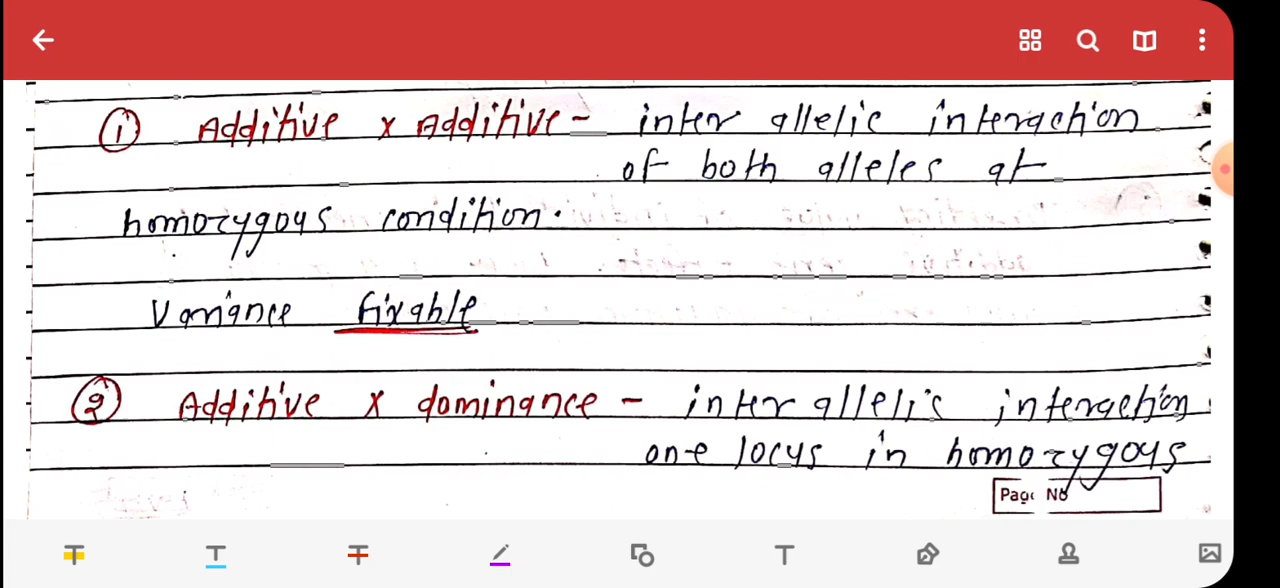 ① Additive x Additive - inter allelic interaction
of both alleles at
homozygous condition.
Variance fixable
② Additive x dominance - inter allelic interaction
one locus in homozygous
Page No
T T T T